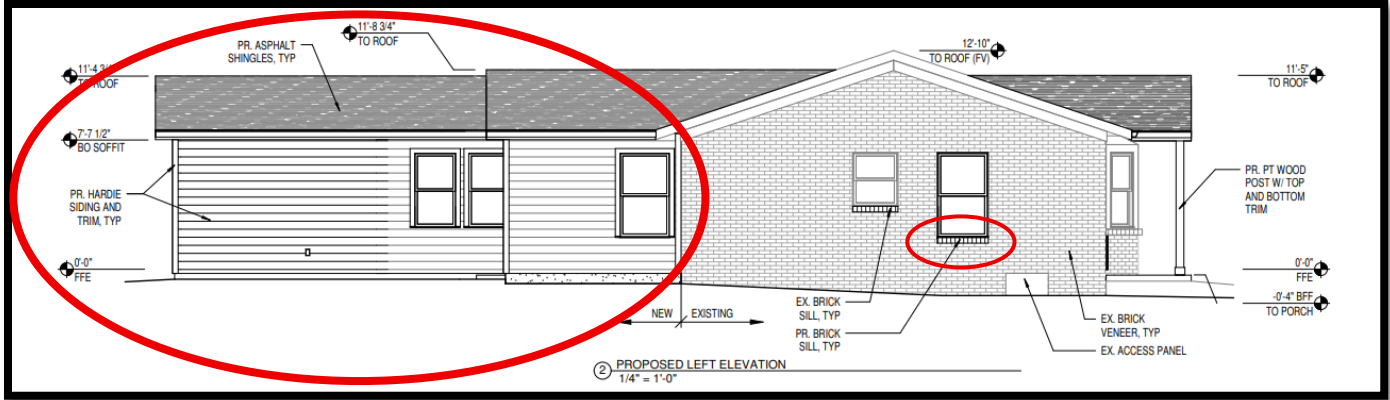 11'-8 3/4"
TO ROOF
PR. ASPHALT
SHINGLES, TYP
12'-10"
TO ROOF (FV)
11'-4 3/4"
TO ROOF
11'-5"
TO ROOF
7'-7 1/2"
BO SOFFIT
PR. HARDIE
SIDING AND
TRIM, TYP
PR. PT WOOD
POST W/ TOP
AND BOTTOM
TRIM
0'-0"
FFE
0'-0"
FFE
-0'-4" BFF
TO PORCH
NEW
EXISTING
EX. BRICK
SILL, TYP
PR. BRICK
SILL, TYP
EX. BRICK
VENEER, TYP
EX. ACCESS PANEL
2 PROPOSED LEFT ELEVATION
1/4" = 1'-0"